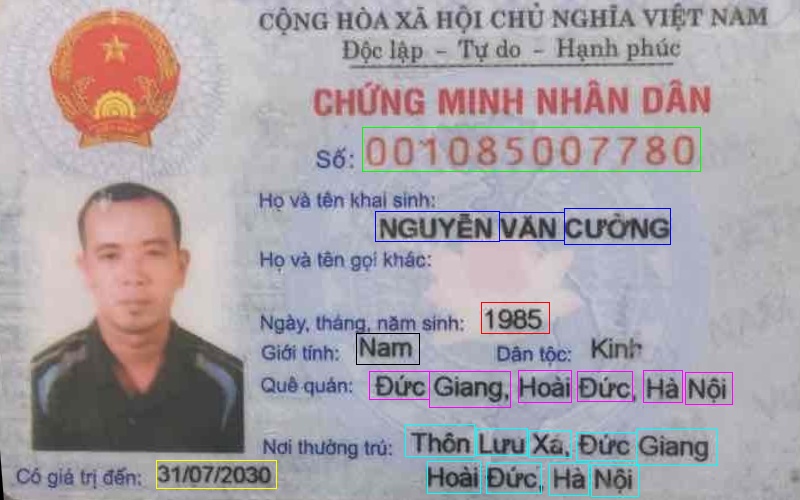 CỘNG HÒA XÃ HỘI CHỦ NGHĨA VIỆT NAM
Độc lập - Tự do - Hạnh phúc
CHỨNG MINH NHÂN DÂN
Số: 001085007780
Họ và tên khai sinh:
NGUYỄN VĂN CƯỜNG
Họ và tên gọi khác:
Ngày, tháng, năm sinh: 1985
Giới tính: Nam Dân tộc: Kinh
Quê quán: Đức Giang, Hoài Đức, Hà Nội
Nơi thường trú: Thôn Lưu Xá, Đức Giang
Hoài Đức, Hà Nội
Có giá trị đến: 31/07/2030